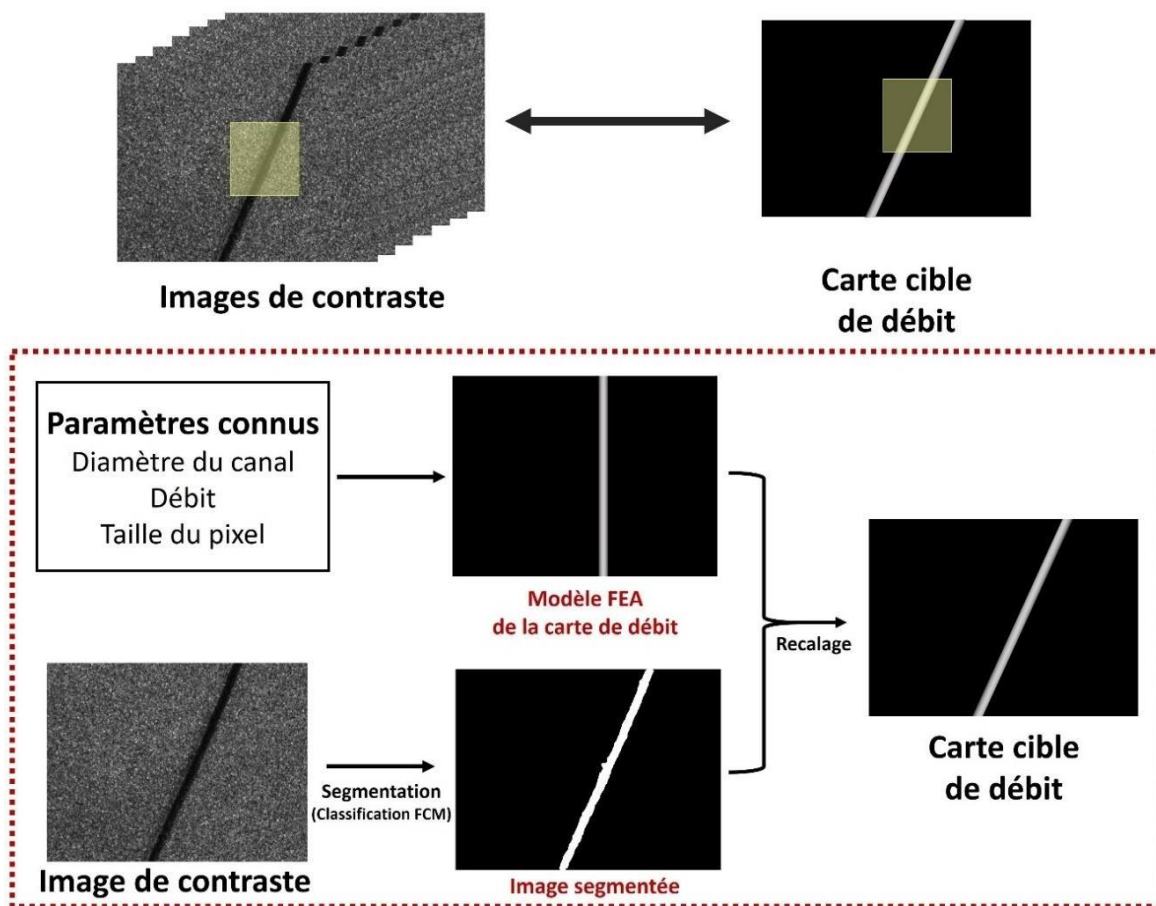 Images de contraste
Carte cible
de débit
Paramètres connus
Diamètre du canal
Débit
Taille du pixel
Modèle FEA
de la carte de débit
Recalage
Carte cible
de débit
Segmentation
(Classification FCM)
Image de contraste
Image segmentée